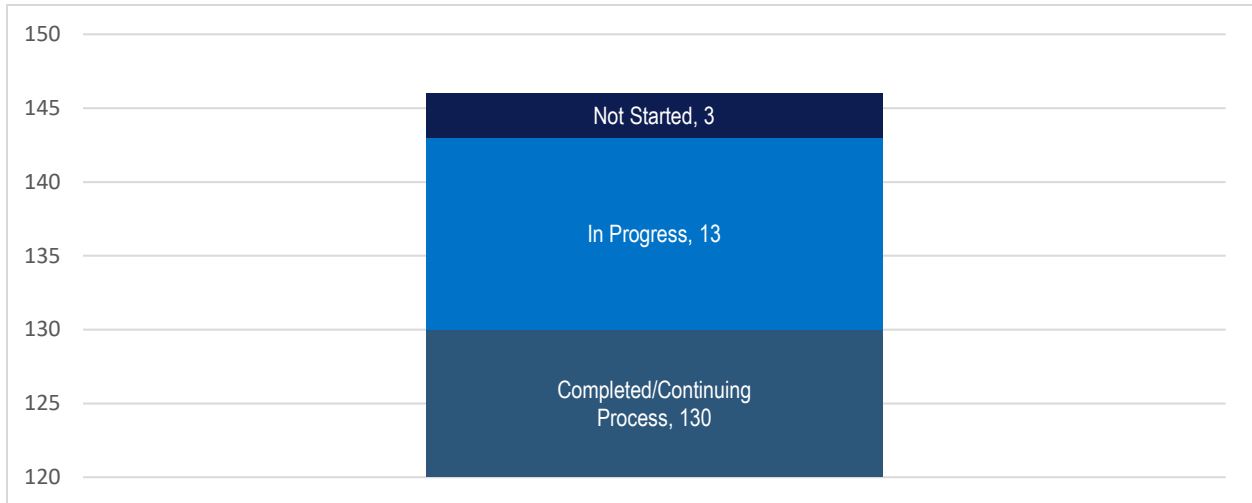 150
145
Not Started, 3
140
In Progress, 13
135
130
Completed/Continuing
Process, 130
125
120